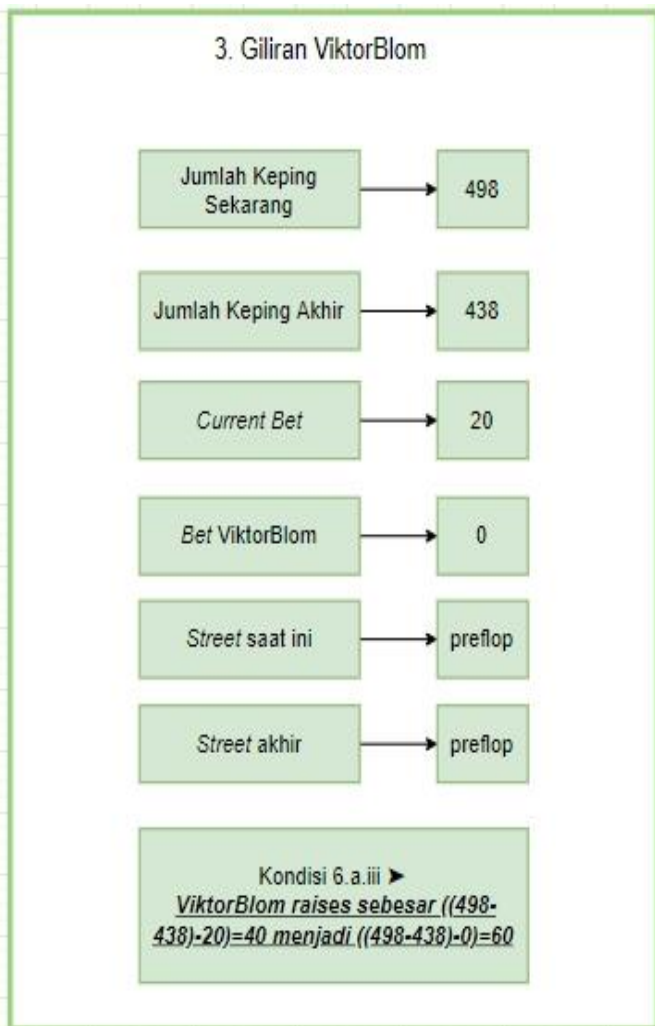 3. Giliran ViktorBlom
Jumlah Keping
Sekarang
498
Jumlah Keping Akhir
438
Current Bet
20
Bet ViktorBlom
0
Street saat ini
preflop
Street akhir
preflop
Kondisi 6.a.iii ➤
ViktorBlom raises sebesar ((498-
438)-20)=40 menjadi ((498-438)-0)=60